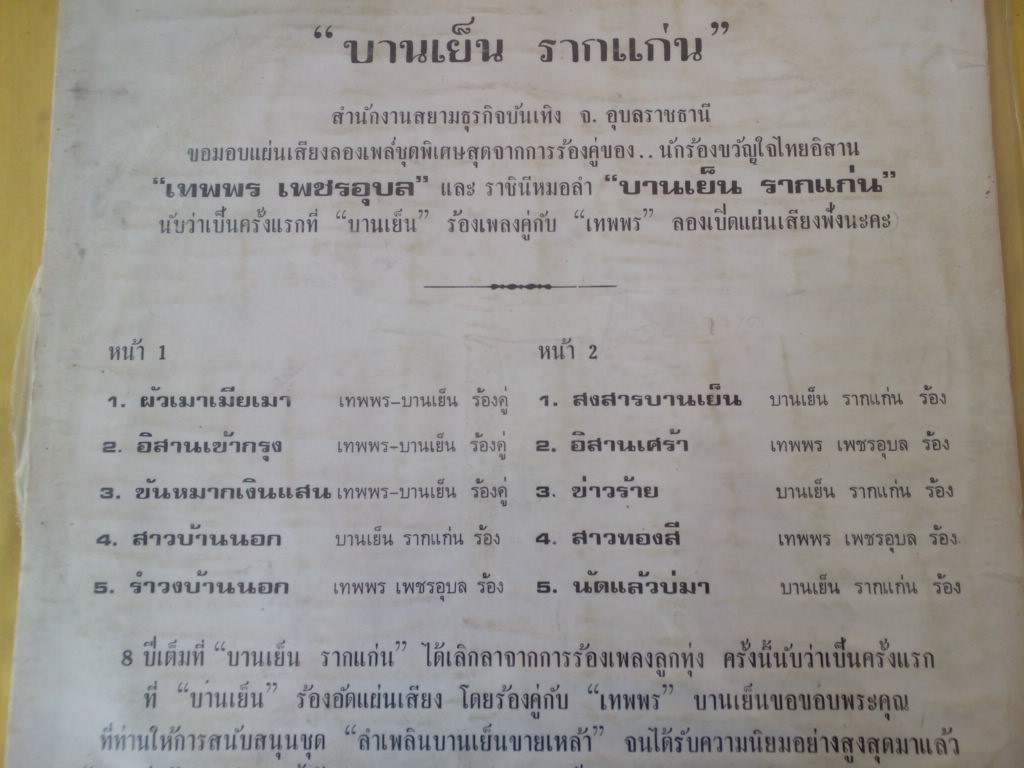 “บานเย็น รากแก่น”
สำนักงานสยามธุรกิจบันเทิง จ. อุบลราชธานี
ขอมอบแผ่นเสียงลองเพล์ชุดพิเศษสุดจากการร้องคู่ของ.. นักร้องขวัญใจไทยอิสาน
“เทพพร เพชรอุบล” และ ราชินีหมอลำ “บานเย็น รากแก่น”
นับว่าเป็นครั้งแรกที่ “บานเย็น” ร้องเพลงคู่กับ “เทพพร” ลองเปิดแผ่นเสียงฟังนะคะ
หน้า 1
1. ผัวเมาเมียเมา เทพพร-บานเย็น ร้องคู่
2. อิสานเข้ากรุง เทพพร-บานเย็น ร้องคู่
3. ขันหมากเงินแสน เทพพร-บานเย็น ร้องคู่
4. สาวบ้านนอก บานเย็น รากแก่น ร้อง
5. รำวงบ้านนอก เทพพร เพชรอุบล ร้อง
หน้า 2
1. สงสารบานเย็น บานเย็น รากแก่น ร้อง
2. อิสานเศร้า เทพพร เพชรอุบล ร้อง
3. ข่าวร้าย บานเย็น รากแก่น ร้อง
4. สาวทองสี เทพพร เพชรอุบล ร้อง
5. นัดแล้วบ่มา บานเย็น รากแก่น ร้อง
8 ปีเต็มที่ “บานเย็น รากแก่น” ได้เลิกลาจากการร้องเพลงลูกทุ่ง ครั้งนี้นับว่าเป็นครั้งแรก
ที่ “บานเย็น” ร้องอัดแผ่นเสียง โดยร้องคู่กับ “เทพพร” บานเย็นขอขอบพระคุณ
ที่ท่านให้การสนับสนุนชุด “ลำเพลินบานเย็นขายเหล้า” จนได้รับความนิยมอย่างสูงสุดมาแล้ว